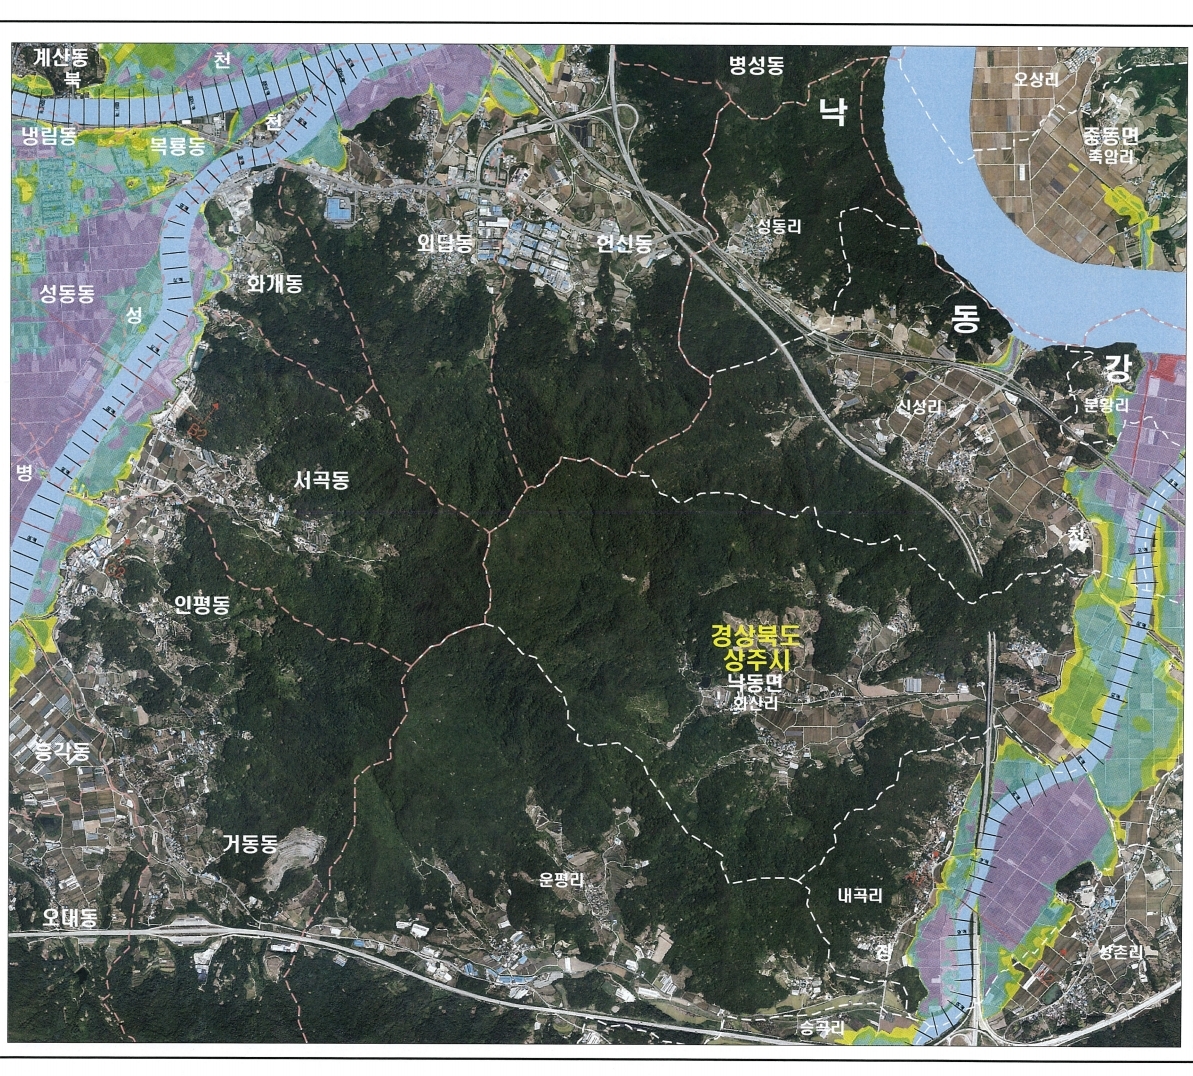 계산동
북
천
병성동
낙
오상리
중동면
죽암리
냉림동
목룡동
천
외답동
헌신동
성동리
화개동
성동동
성
동
강
신상리
분황리
병
서곡동
천
인평동
경상북도
상주시
낙동면
화산리
흥각동
거동동
운평리
내곡리
오대동
장
상촌리
승곡리